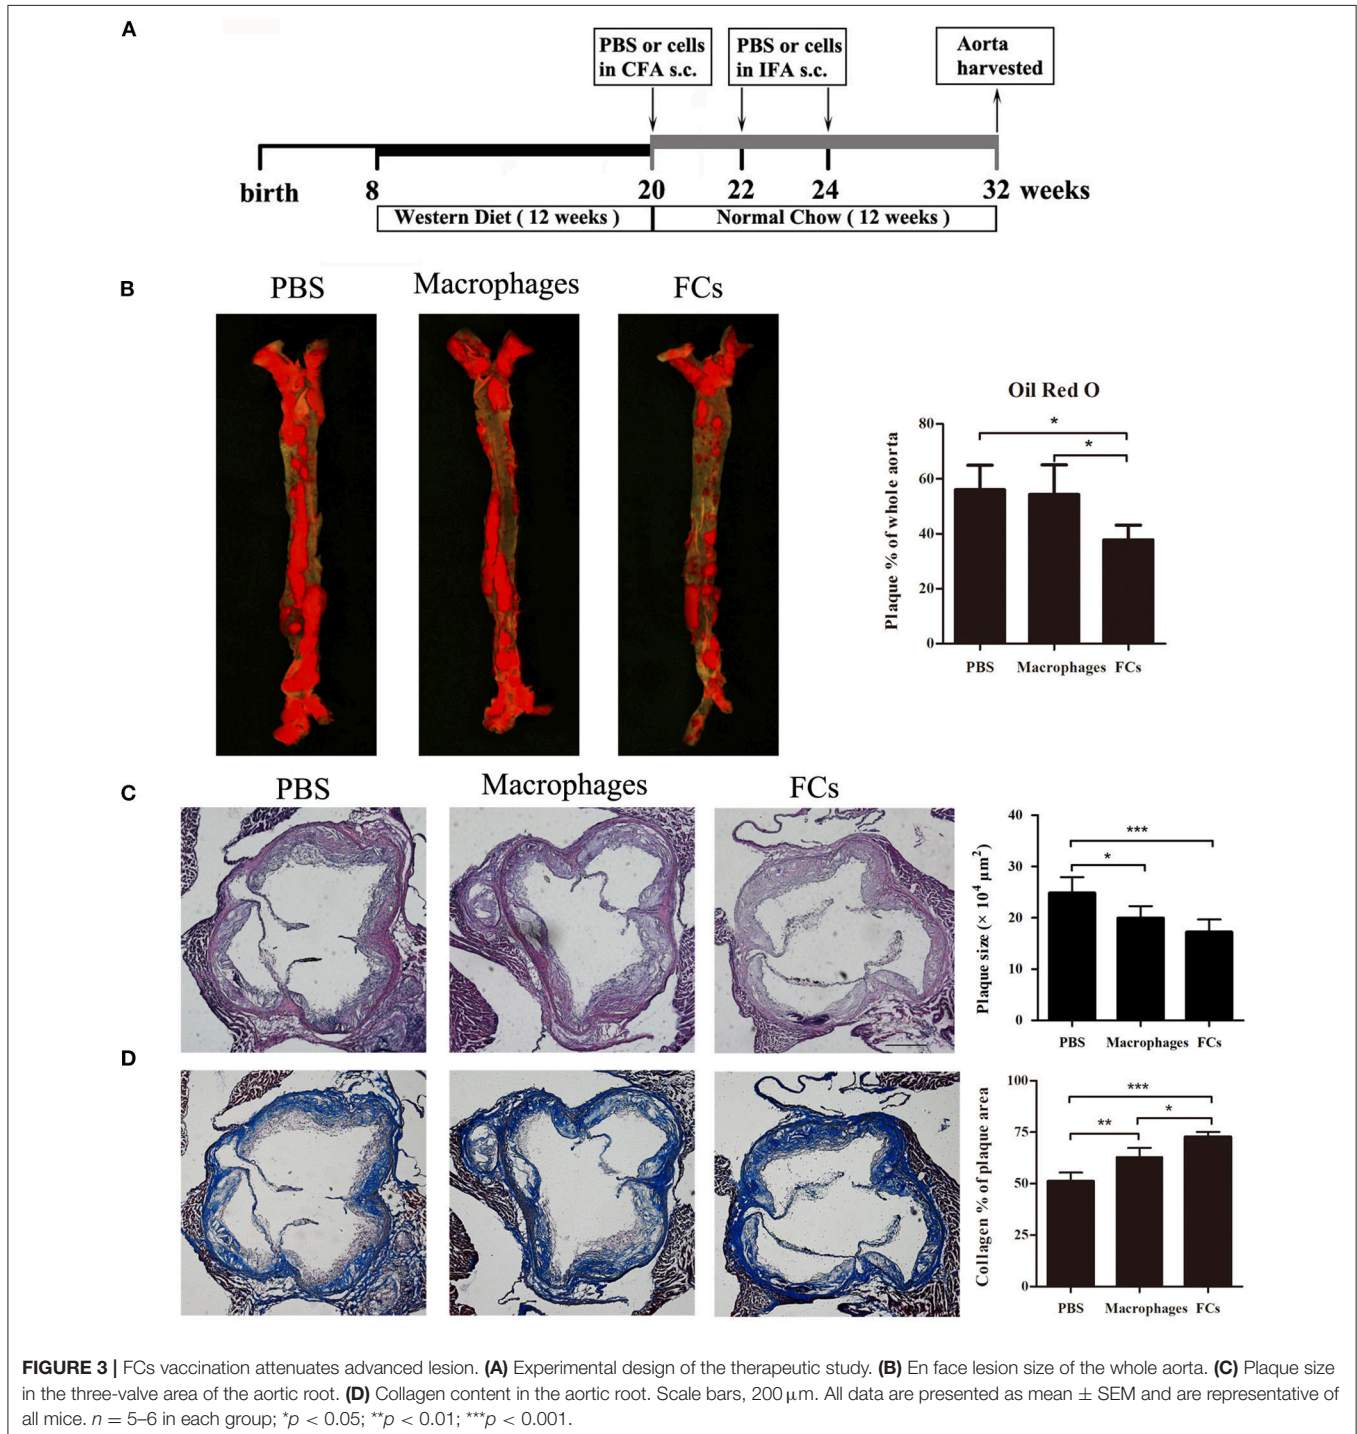 A
PBS or cells
in CFA s.c.
PBS or cells
in IFA s.c.
Aorta
harvested
birth 8 20 22 24 32 weeks
Western Diet ( 12 weeks )
Normal Chow ( 12 weeks )
B
PBS Macrophages FCs
Oil Red O
Plaque % of whole aorta
80
60
40
20
0
* 
*
PBS Macrophages FCs
C
PBS Macrophages FCs
Plaque size (× 10⁴ μm²)
40
30
20
10
0
***
*
PBS Macrophages FCs
D
Collagen % of plaque area
100
75
50
25
0
***
**
*
PBS Macrophages FCs
FIGURE 3 | FCs vaccination attenuates advanced lesion. (A) Experimental design of the therapeutic study. (B) En face lesion size of the whole aorta. (C) Plaque size
in the three-valve area of the aortic root. (D) Collagen content in the aortic root. Scale bars, 200 μm. All data are presented as mean ± SEM and are representative of
all mice. n = 5–6 in each group; *p < 0.05; **p < 0.01; ***p < 0.001.